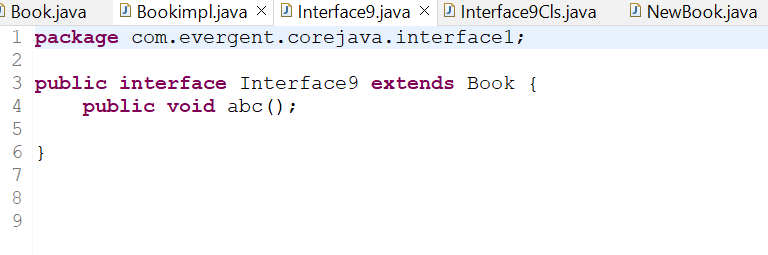 Book.java Bookimpl.java Interface9.java Interface9Cls.java NewBook.java
1 package com.evergent.corejava.interface1;
2
3 public interface Interface9 extends Book {
4     public void abc();
5
6 }
7
8
9